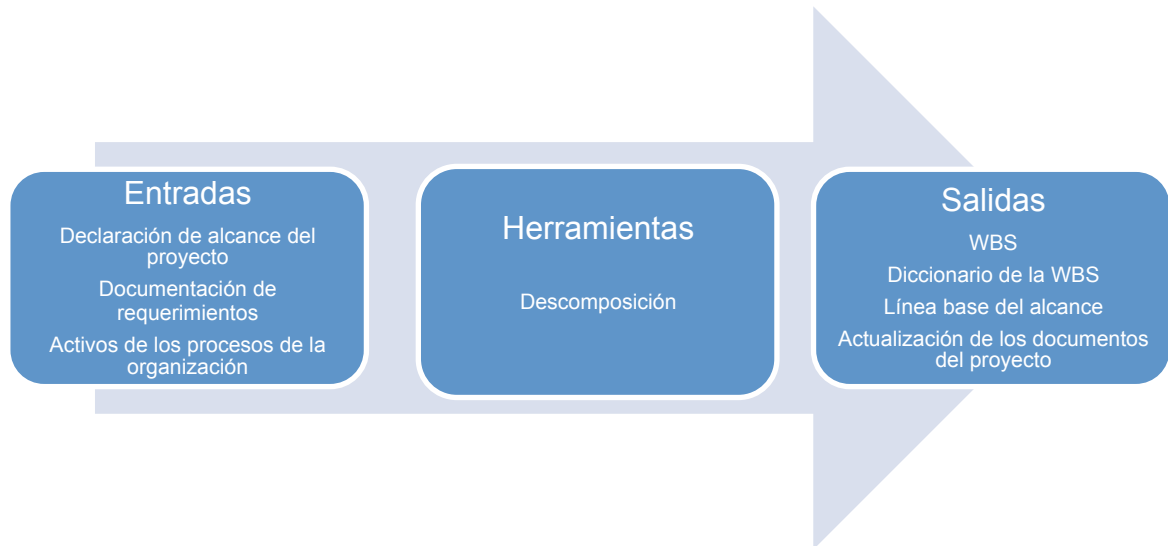 Entradas
Declaración de alcance del
proyecto
Documentación de
requerimientos
Activos de los procesos de la
organización
Herramientas
Descomposición
Salidas
WBS
Diccionario de la WBS
Línea base del alcance
Actualización de los documentos
del proyecto